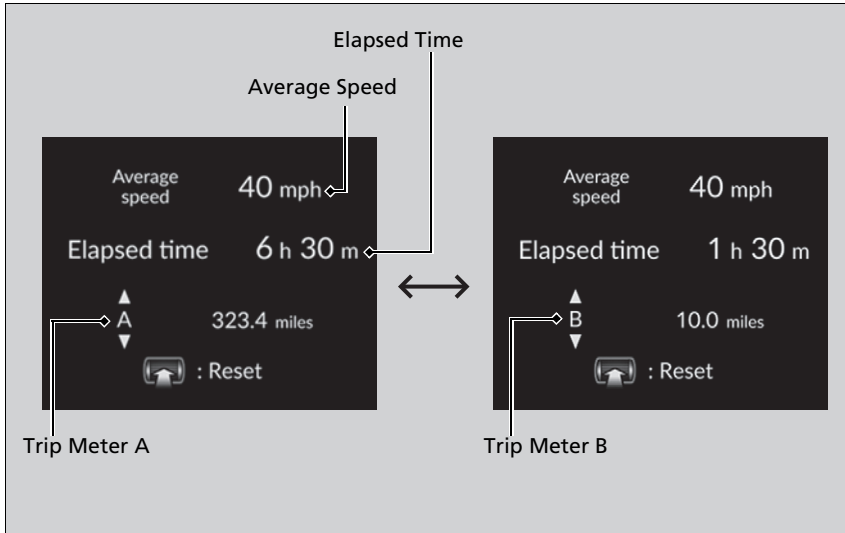 Elapsed Time
Average Speed
Average
speed
40 mph
Elapsed time 6 h 30 m
A 323.4 miles
: Reset
Trip Meter A
Average
speed
40 mph
Elapsed time 1 h 30 m
B 10.0 miles
: Reset
Trip Meter B